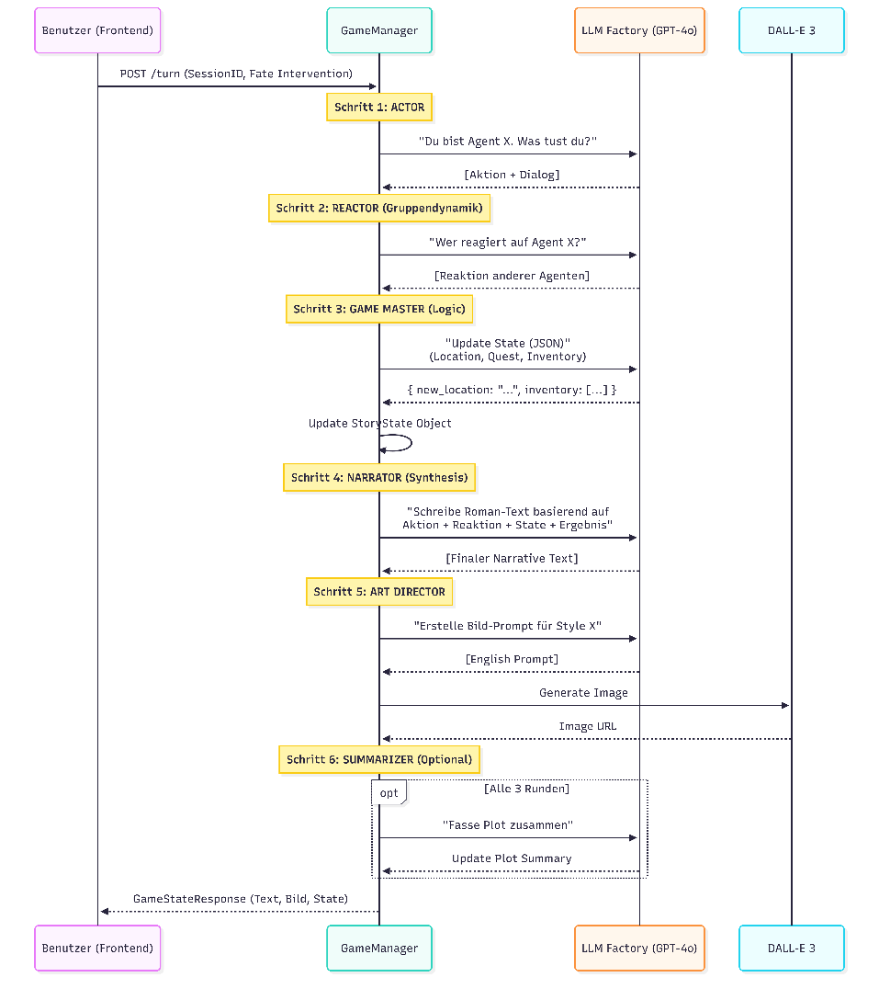 Benutzer (Frontend)
GameManager
LLM Factory (GPT-4o)
DALL-E 3
POST /turn (SessionID, Fate Intervention)
Schritt 1: ACTOR
"Du bist Agent X. Was tust du?"
[Aktion + Dialog]
Schritt 2: REACTOR (Gruppendynamik)
"Wer reagiert auf Agent X?"
[Reaktion anderer Agenten]
Schritt 3: GAME MASTER (Logic)
"Update State (JSON)"
(Location, Quest, Inventory)
{ new_location: "...", inventory: [...] }
Update StoryState Object
Schritt 4: NARRATOR (Synthesis)
"Schreibe Roman-Text basierend auf
Aktion + Reaktion + State + Ergebnis"
[Finaler Narrative Text]
Schritt 5: ART DIRECTOR
"Erstelle Bild-Prompt für Style X"
[English Prompt]
Generate Image
Image URL
Schritt 6: SUMMARIZER (Optional)
opt
[Alle 3 Runden]
"Fasse Plot zusammen"
Update Plot Summary
GameStateResponse (Text, Bild, State)
Benutzer (Frontend)
GameManager
LLM Factory (GPT-4o)
DALL-E 3